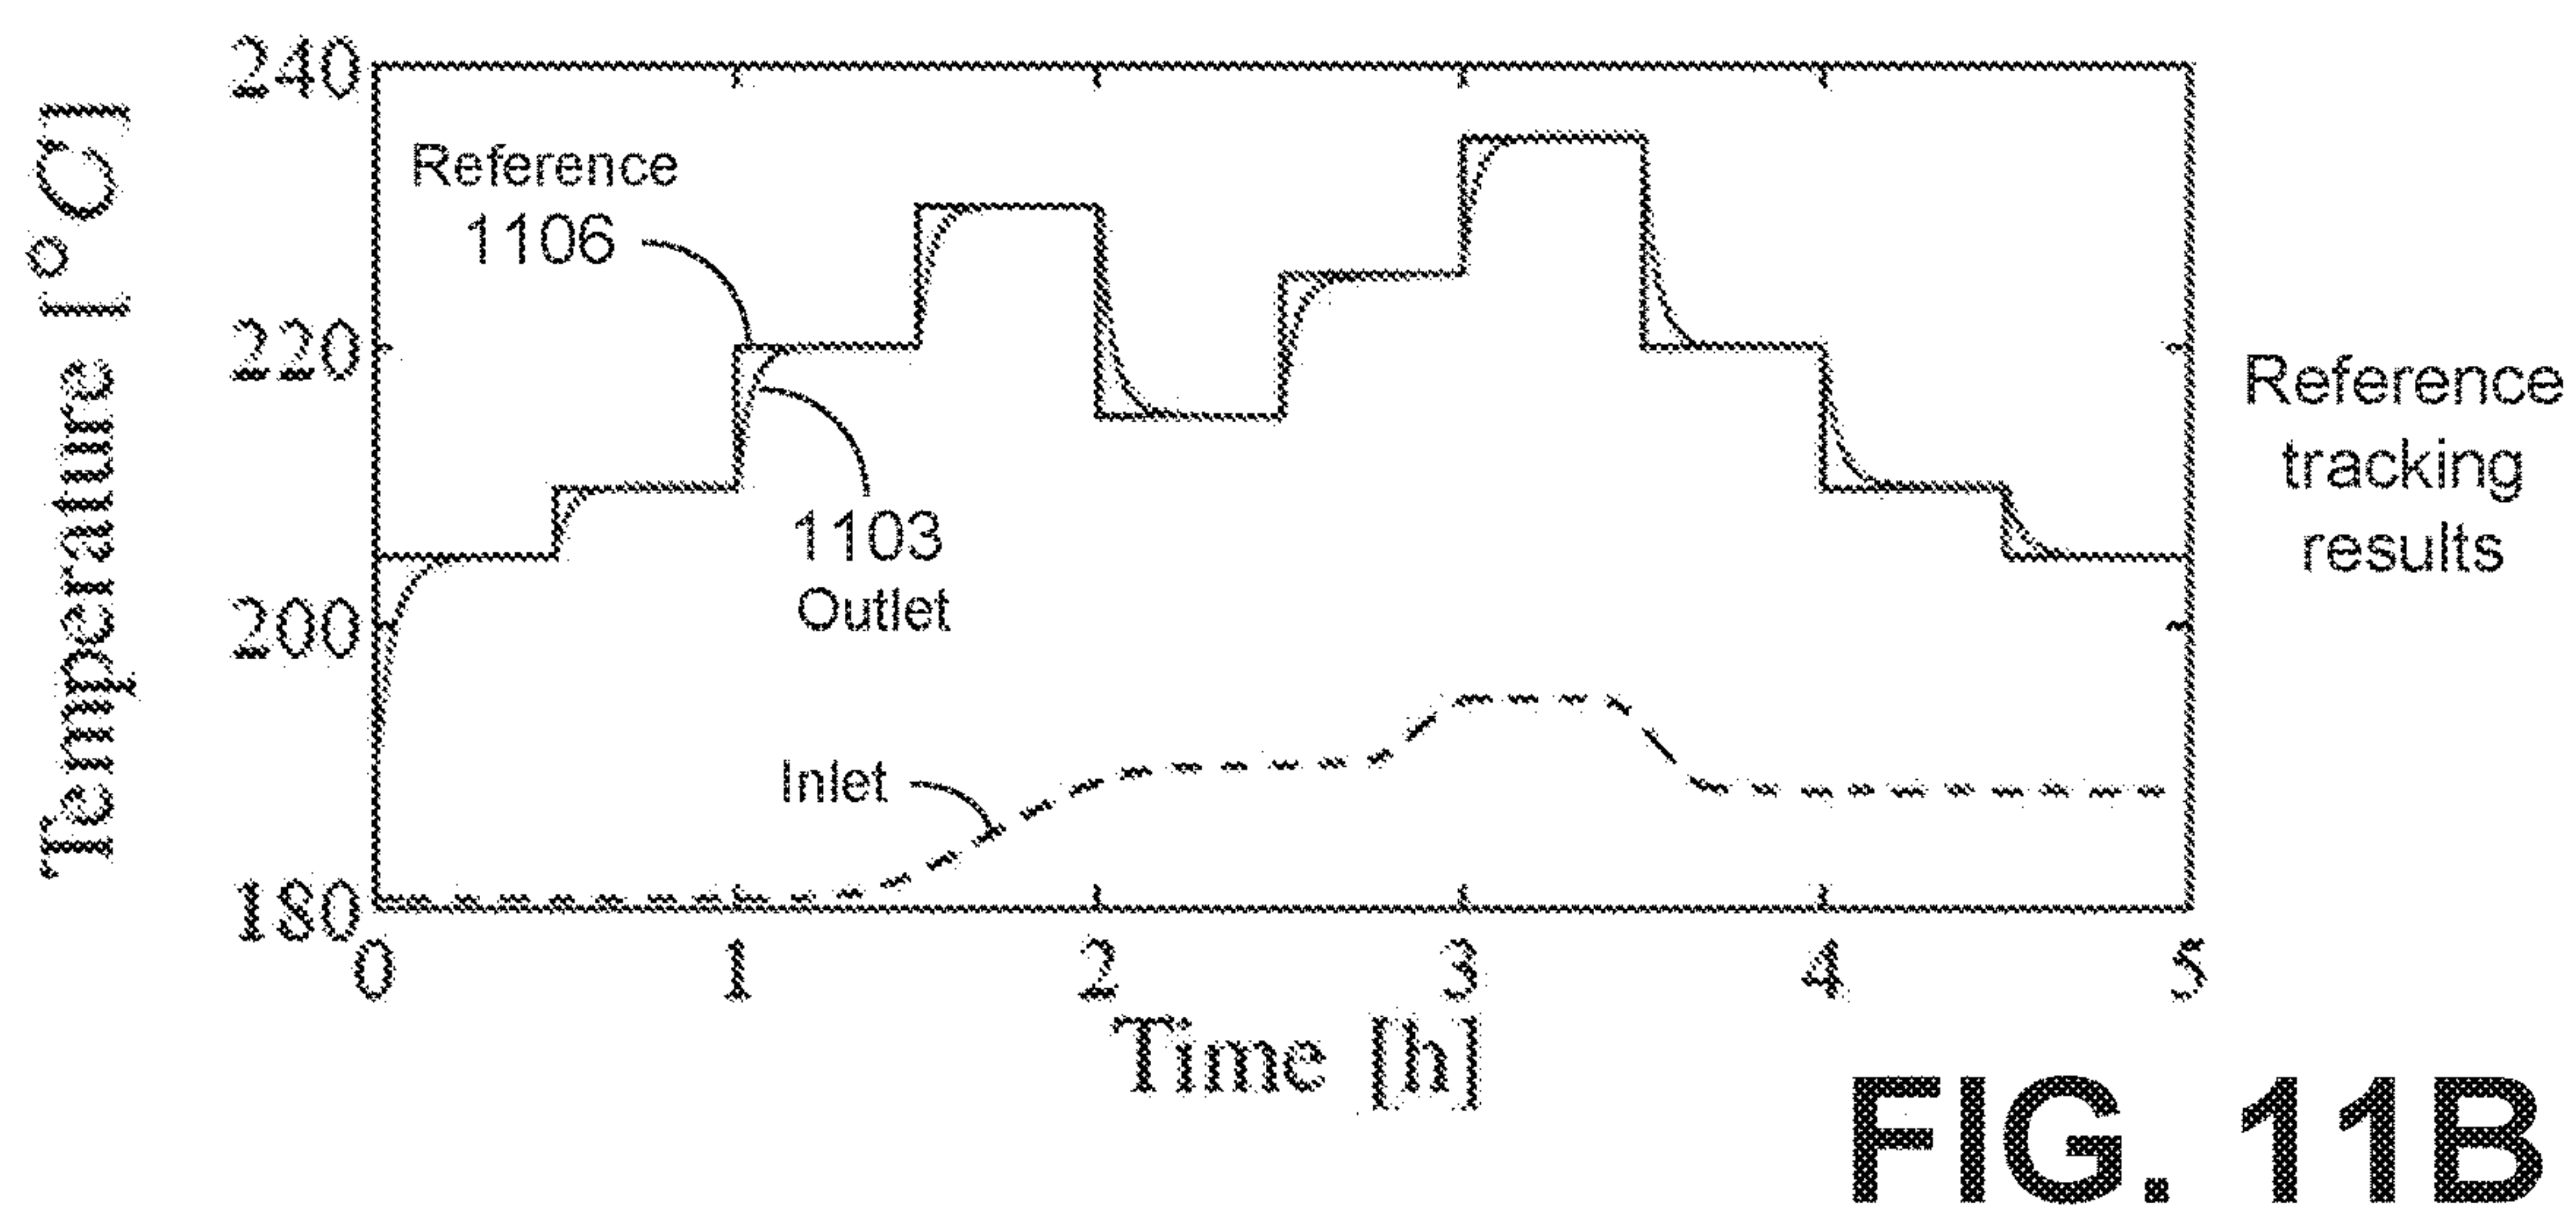 Temperature [°C]
240
220
200
180
Reference
1106
1103
Outlet
Inlet
0 1 2 3 4 5
Time [h]
Reference
tracking
results
FIG. 11B